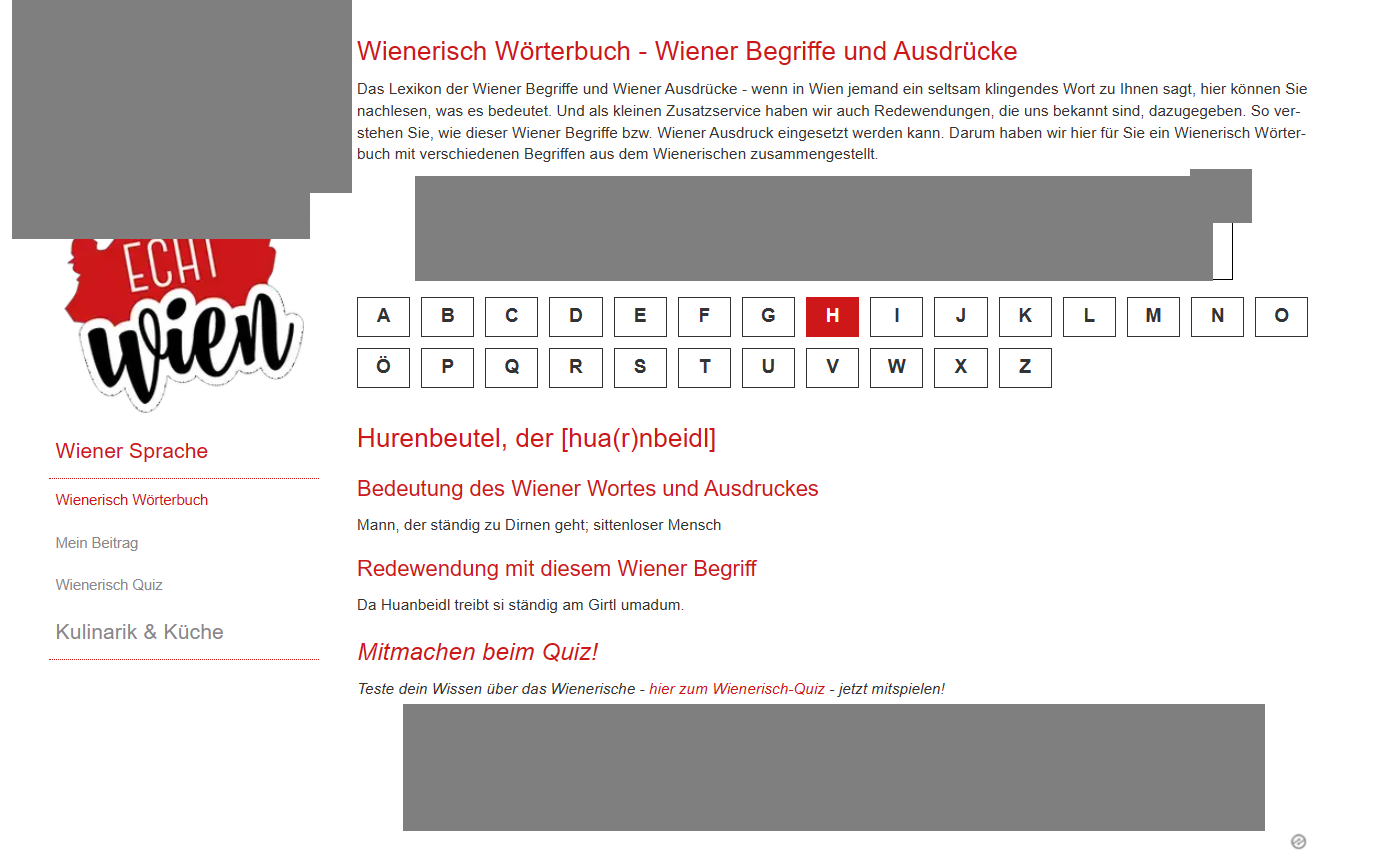 Wienerisch Wörterbuch - Wiener Begriffe und Ausdrücke
Das Lexikon der Wiener Begriffe und Wiener Ausdrücke - wenn in Wien jemand ein seltsam klingendes Wort zu Ihnen sagt, hier können Sie
nachlesen, was es bedeutet. Und als kleinen Zusatzservice haben wir auch Redewendungen, die uns bekannt sind, dazugegeben. So ver-
stehen Sie, wie dieser Wiener Begriffe bzw. Wiener Ausdruck eingesetzt werden kann. Darum haben wir hier für Sie ein Wienerisch Wörter-
buch mit verschiedenen Begriffen aus dem Wienerischen zusammengestellt.
ECHT
wien
A B C D E F G H I J K L M N O
Ö P Q R S T U V W X Z
Wiener Sprache
Wienerisch Wörterbuch
Mein Beitrag
Wienerisch Quiz
Kulinarik & Küche
Hurenbeutel, der [hua(r)nbeidl]
Bedeutung des Wiener Wortes und Ausdruckes
Mann, der ständig zu Dirnen geht; sittenloser Mensch
Redewendung mit diesem Wiener Begriff
Da Huanbeidl treibt si ständig am Girtl umadum.
Mitmachen beim Quiz!
Teste dein Wissen über das Wienerische - hier zum Wienerisch-Quiz - jetzt mitspielen!